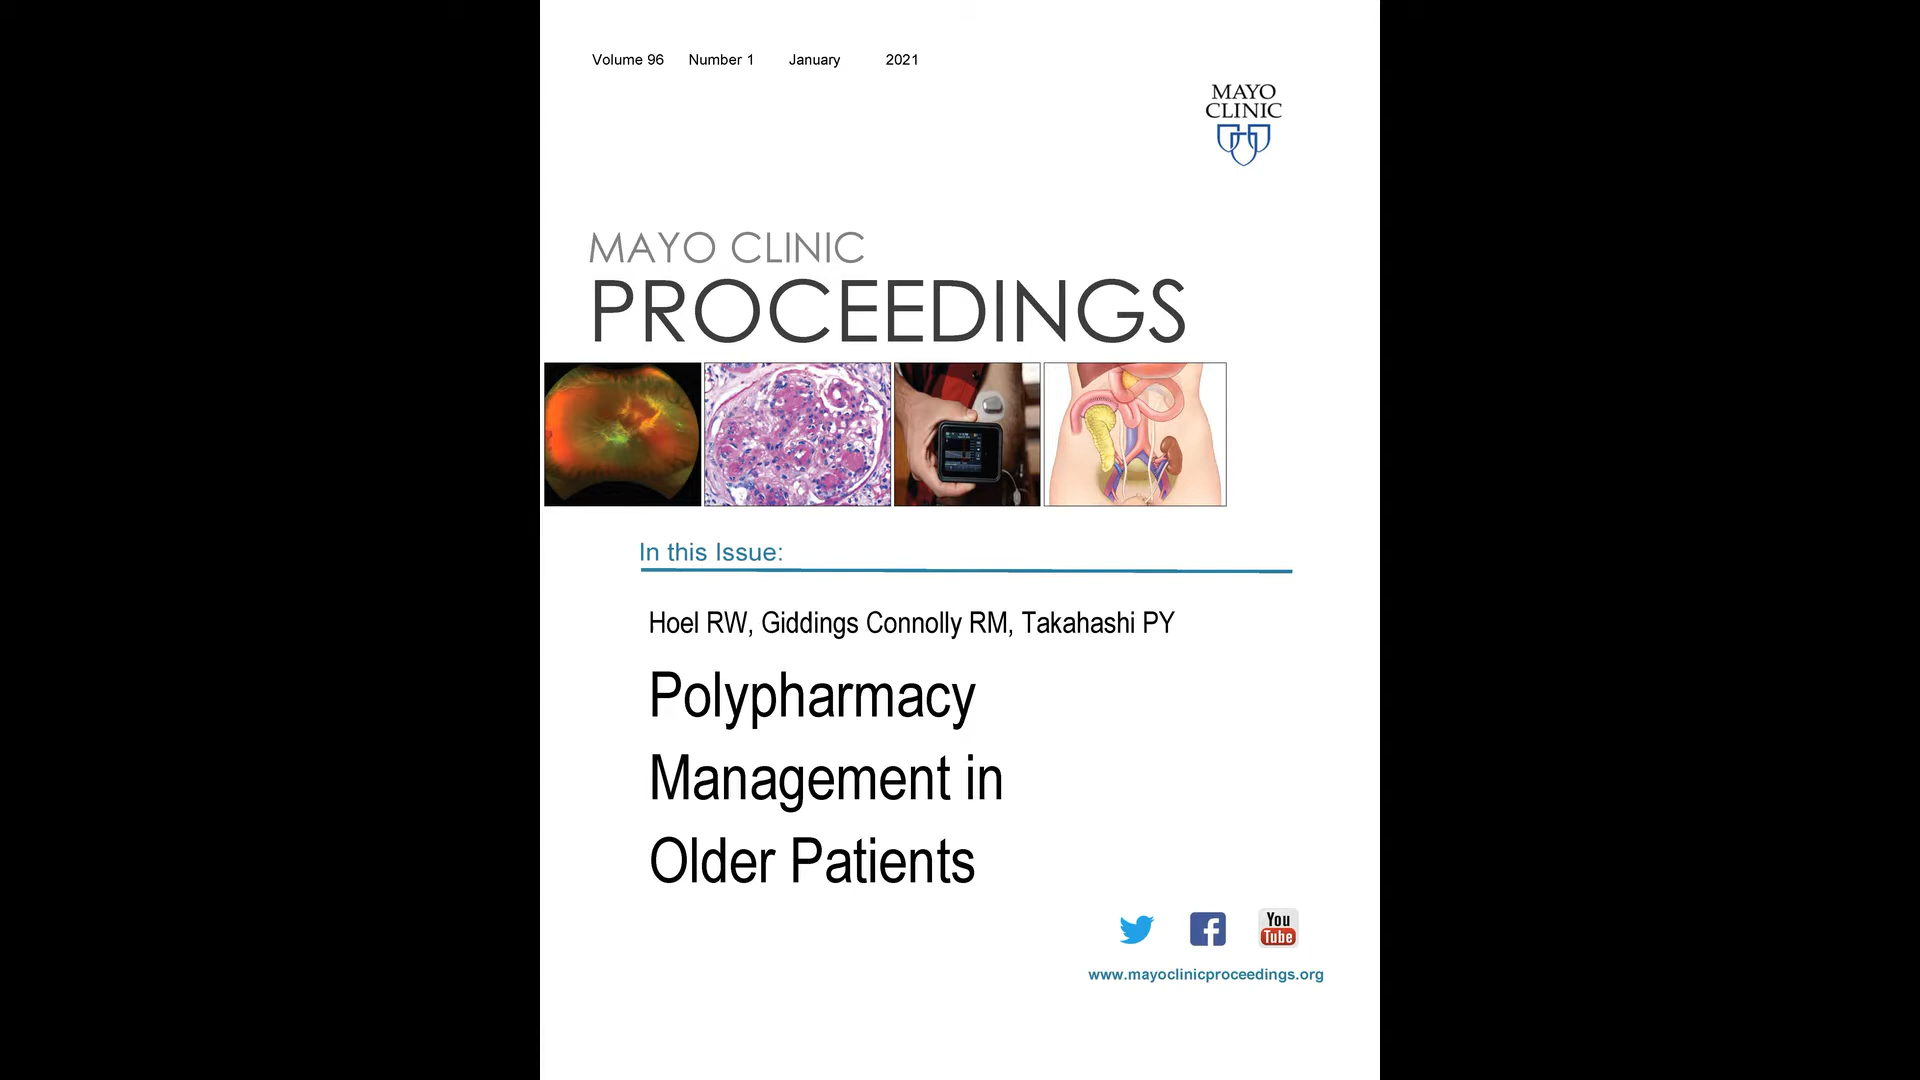 Volume 96 Number 1 January 2021
MAYO
CLINIC
MAYO CLINIC
PROCEEDINGS
In this Issue:
Hoel RW, Giddings Connolly RM, Takahashi PY
Polypharmacy
Management in
Older Patients
You
Tube
www.mayoclinicproceedings.org